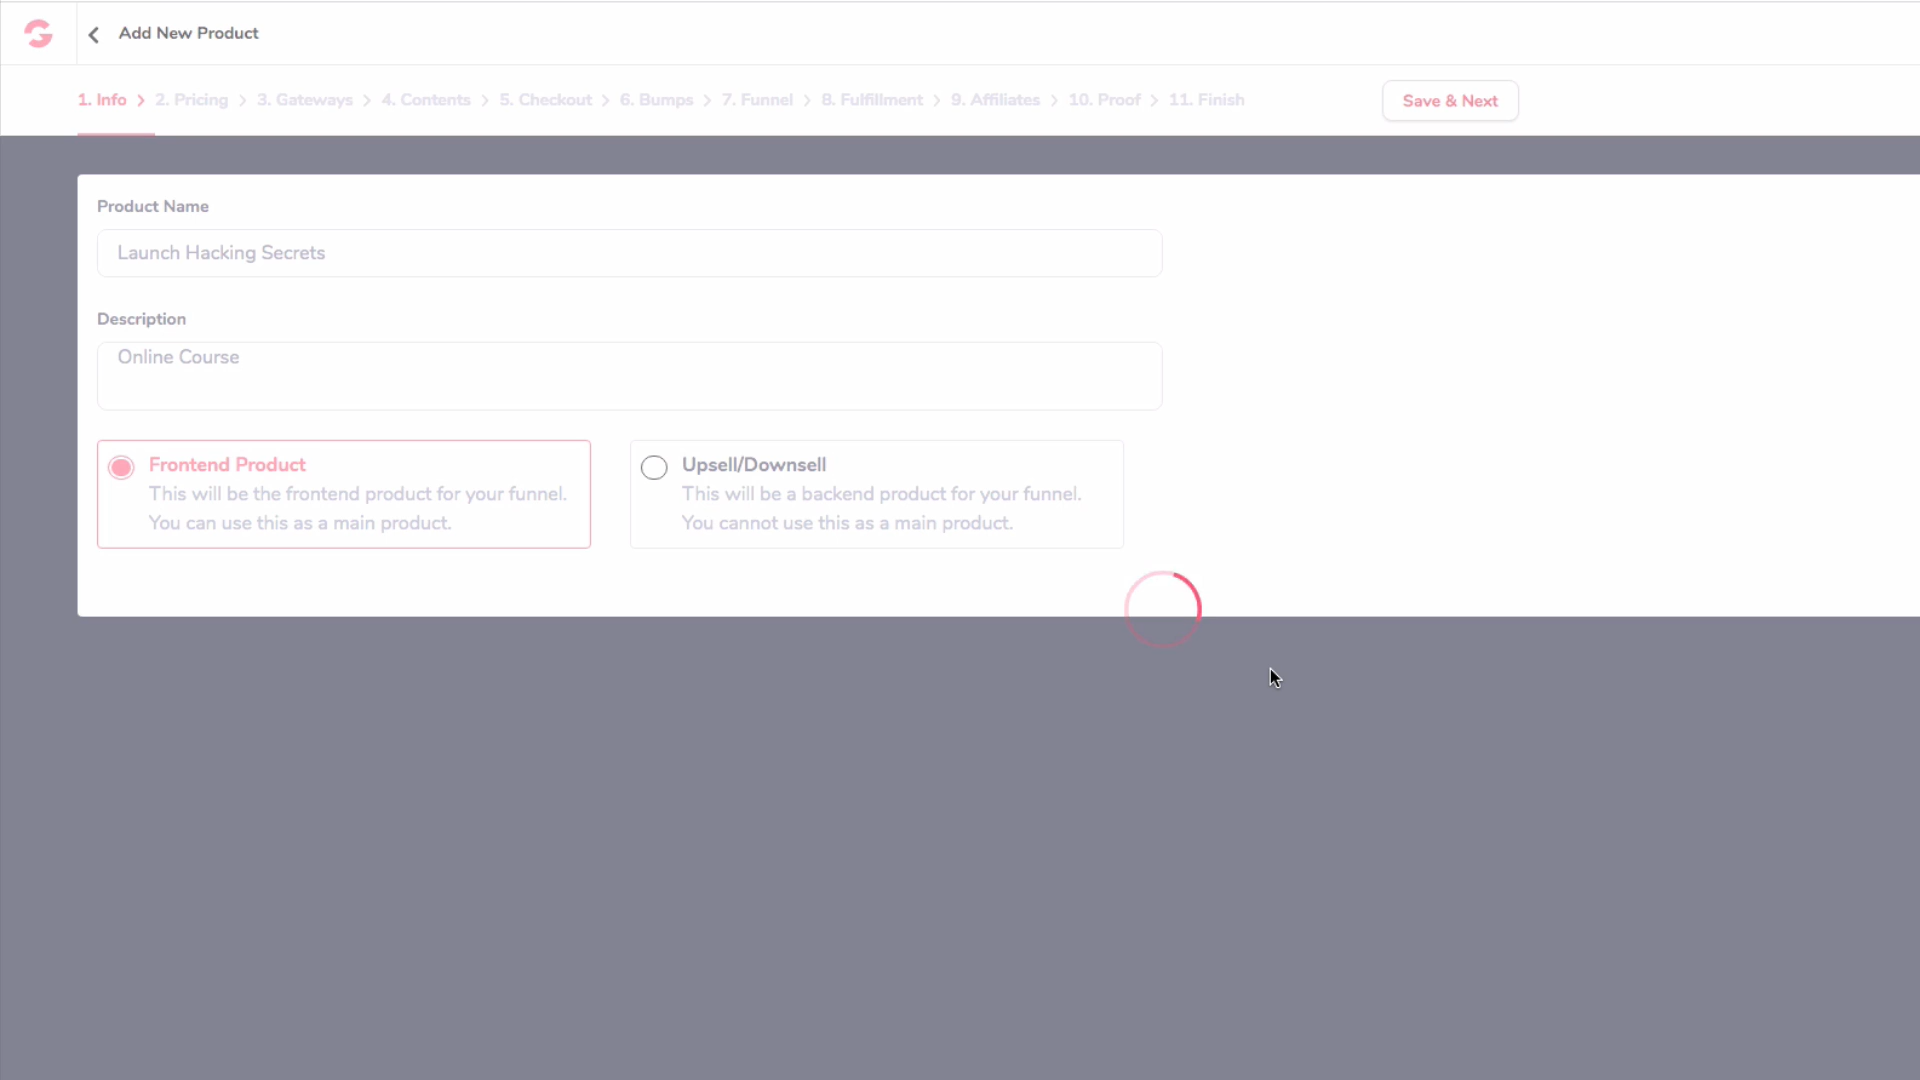 Add New Product
1. Info > 2. Pricing > 3. Gateways > 4. Contents > 5. Checkout > 6. Bumps > 7. Funnel > 8. Fulfillment > 9. Affiliates > 10. Proof > 11. Finish
Save & Next
Product Name
Launch Hacking Secrets
Description
Online Course
Frontend Product
This will be the frontend product for your funnel.
You can use this as a main product.
Upsell/Downsell
This will be a backend product for your funnel.
You cannot use this as a main product.